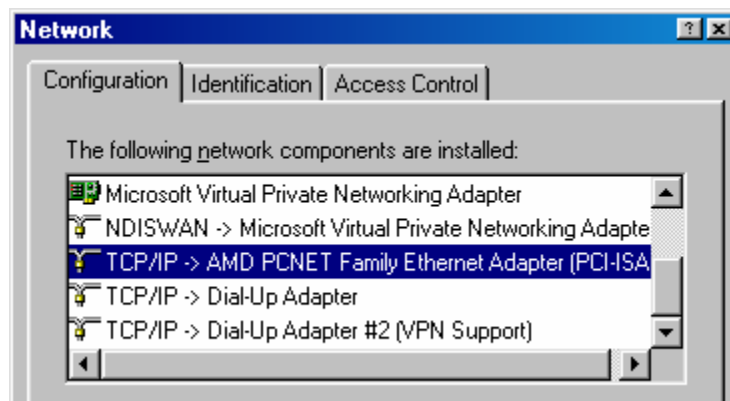 Network
Configuration Identification Access Control
The following network components are installed:
Microsoft Virtual Private Networking Adapter
NDISWAN -> Microsoft Virtual Private Networking Adapte
TCP/IP -> AMD PCNET Family Ethernet Adapter (PCI-ISA
TCP/IP -> Dial-Up Adapter
TCP/IP -> Dial-Up Adapter #2 (VPN Support)